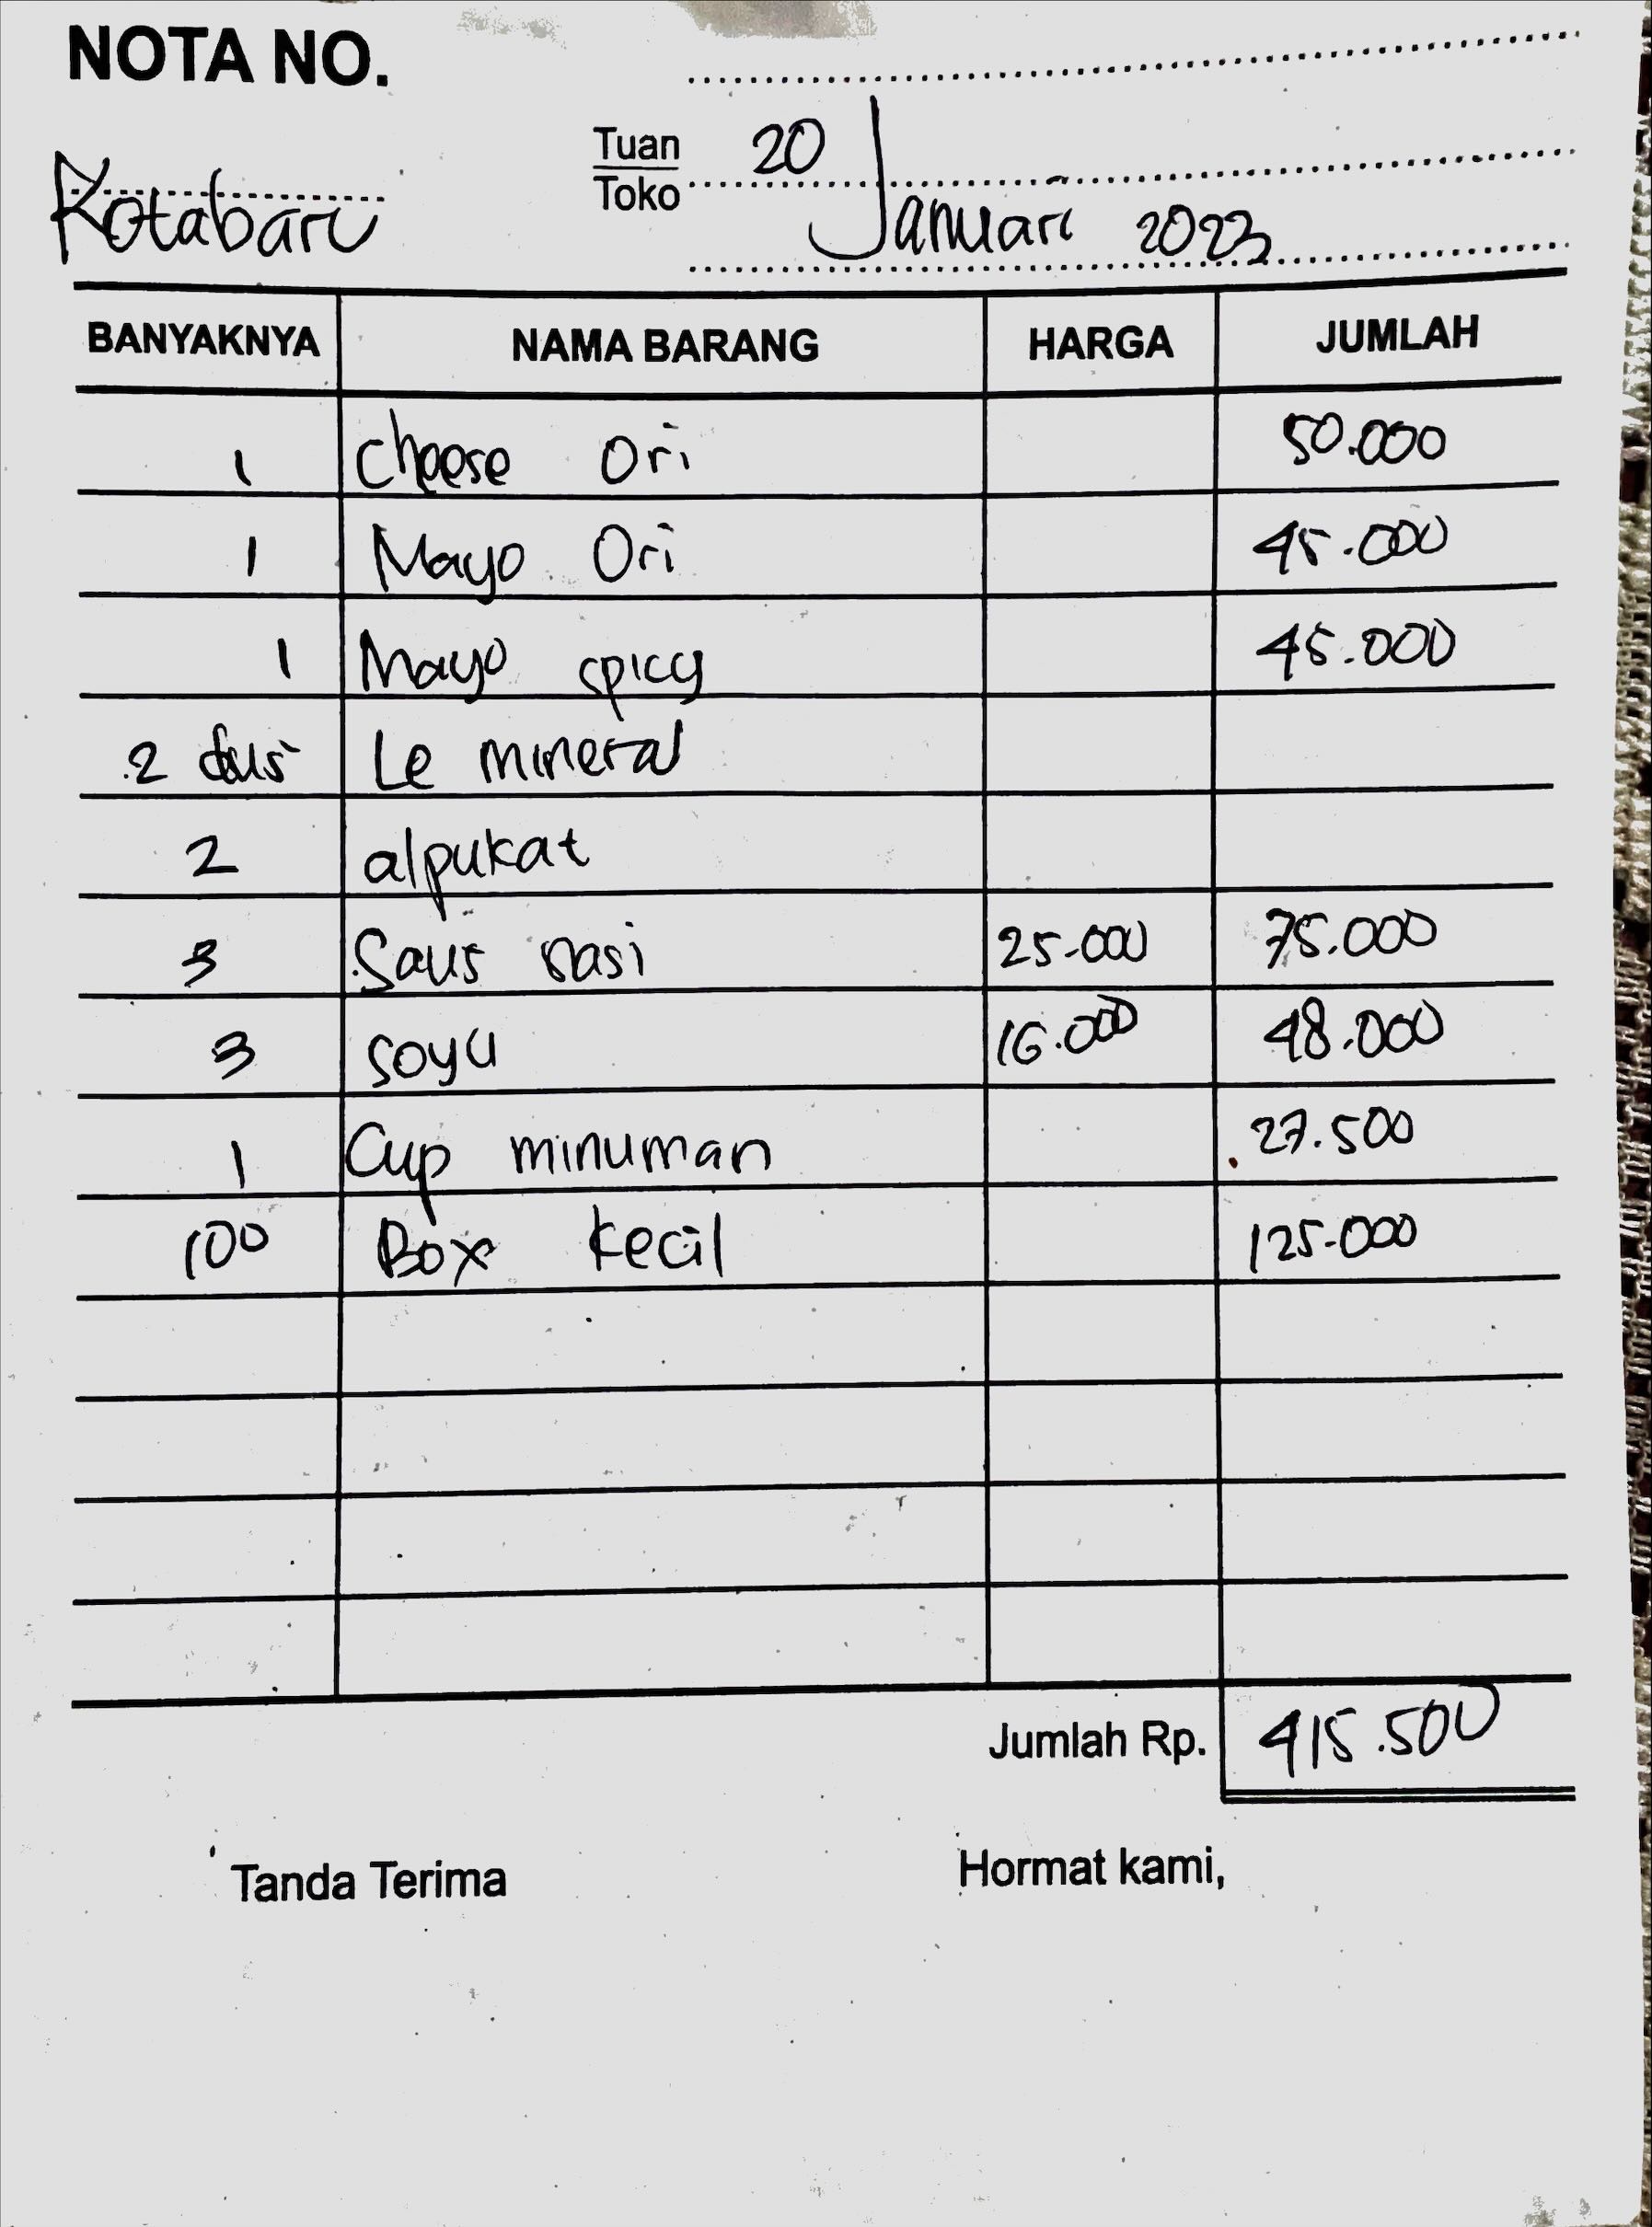 NOTA NO.
Kotabaru
Tuan
Toko
20 Januari 2023
BANYAKNYA NAMA BARANG HARGA JUMLAH
1 Cheese Ori 50.000
1 Mayo Ori 45.000
1 Mayo spicy 45.000
2 dus Le mineral
2 alpukat
3 Saus nasi 25.000 75.000
3 soyu 16.000 48.000
1 Cup minuman 27.500
100 Box kecil 125.000
Jumlah Rp. 415.500
Tanda Terima Hormat kami,